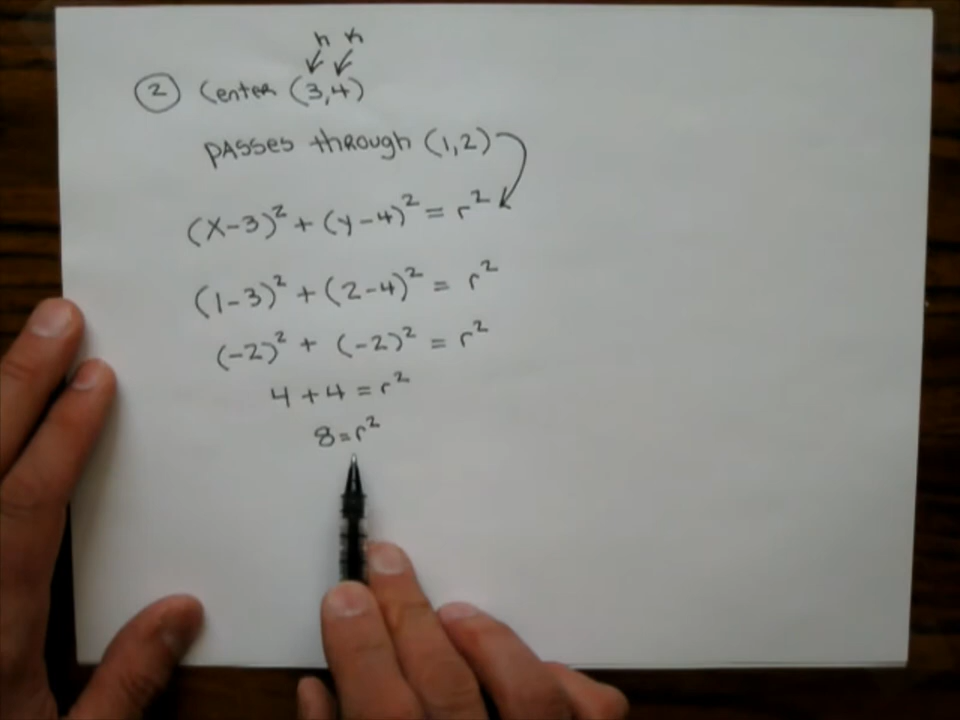 h k
② Center (3,4)
passes through (1,2)
(x-3)² + (y-4)² = r²
(1-3)² + (2-4)² = r²
(-2)² + (-2)² = r²
4+4=r²
8=r²